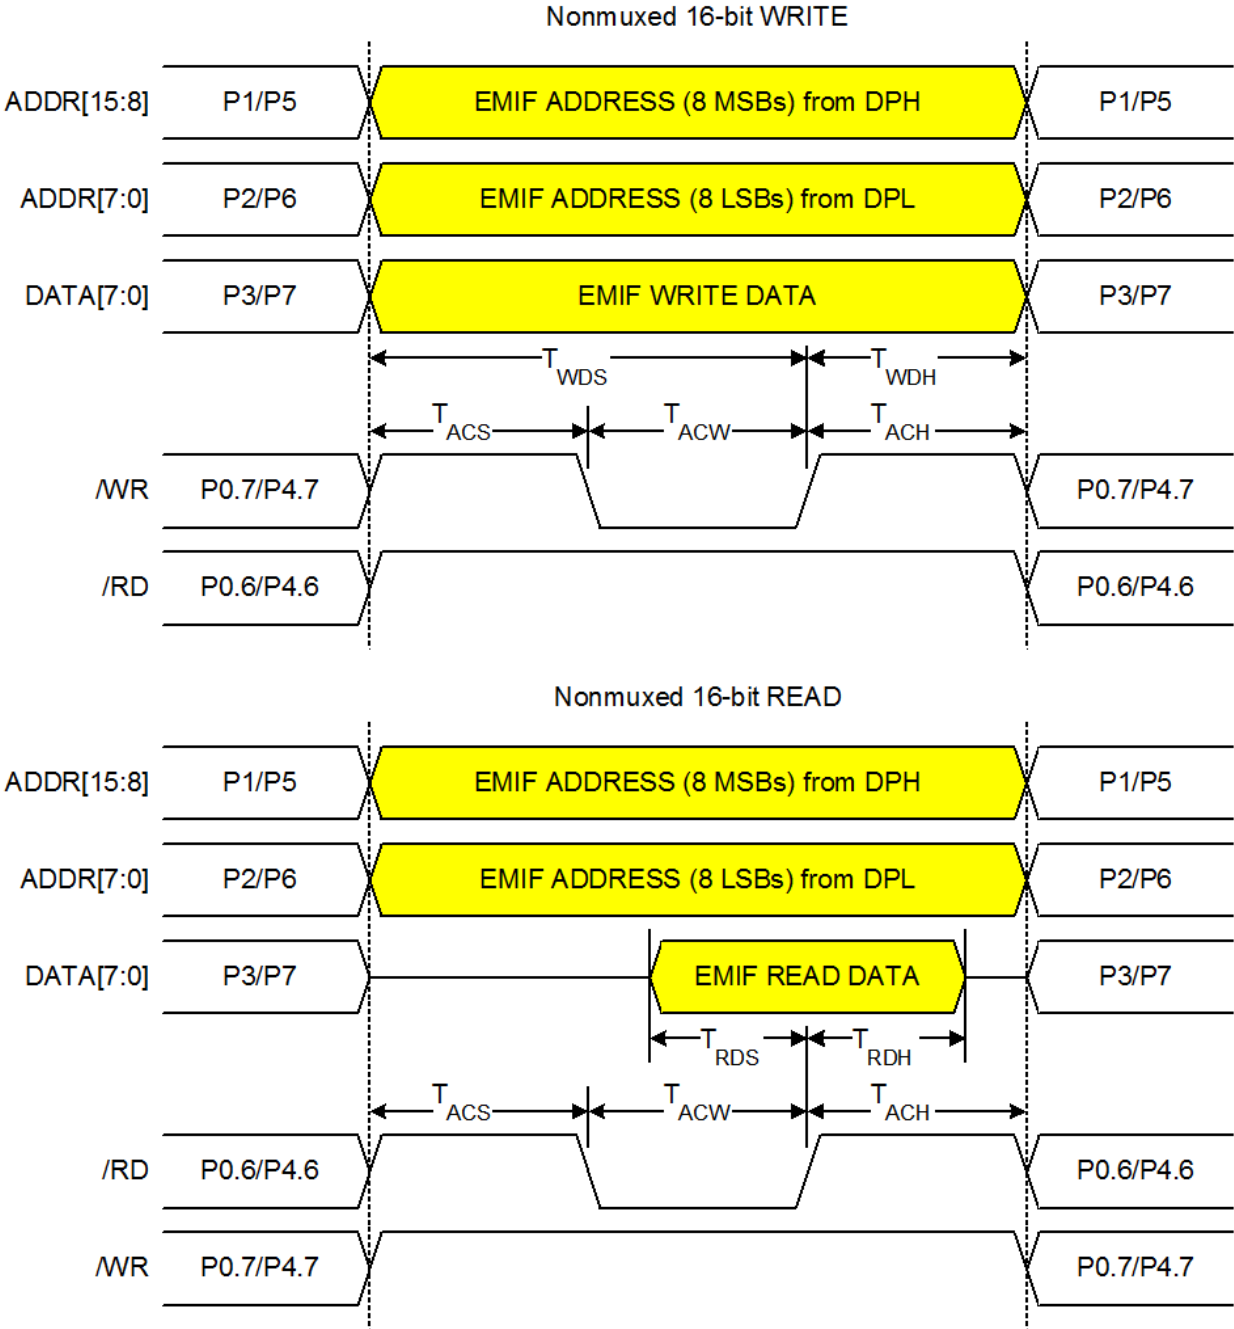 Nonmuxed 16-bit WRITE
ADDR[15:8] P1/P5 EMIF ADDRESS (8 MSBs) from DPH P1/P5
ADDR[7:0] P2/P6 EMIF ADDRESS (8 LSBs) from DPL P2/P6
DATA[7:0] P3/P7 EMIF WRITE DATA P3/P7
TWDS TWDH
TACS TACW TACH
/WR P0.7/P4.7 P0.7/P4.7
/RD P0.6/P4.6 P0.6/P4.6
Nonmuxed 16-bit READ
ADDR[15:8] P1/P5 EMIF ADDRESS (8 MSBs) from DPH P1/P5
ADDR[7:0] P2/P6 EMIF ADDRESS (8 LSBs) from DPL P2/P6
DATA[7:0] P3/P7 EMIF READ DATA P3/P7
TRDS TRDH
TACS TACW TACH
/RD P0.6/P4.6 P0.6/P4.6
/WR P0.7/P4.7 P0.7/P4.7